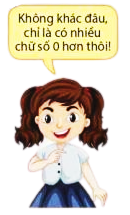 Không khác đâu,
chỉ là có nhiều
chữ số 0 hơn thôi!